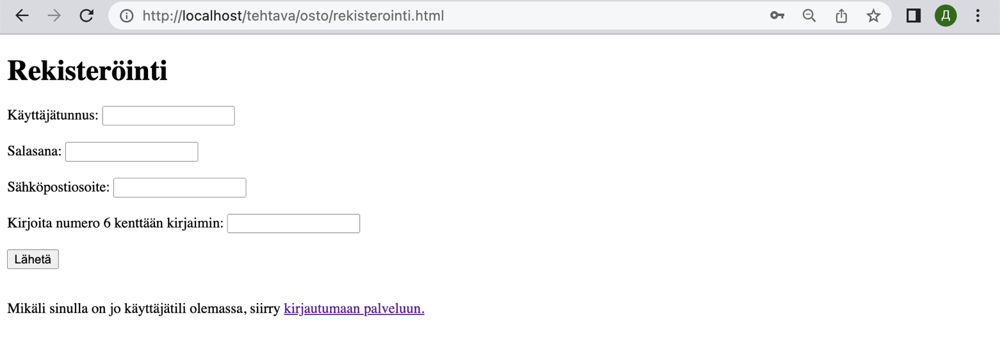 http://localhost/tehtava/osto/rekisterointi.html
Д
Rekisteröinti
Käyttäjätunnus:
Salasana:
Sähköpostiosoite:
Kirjoita numero 6 kenttään kirjaimin:
Lähetä
Mikäli sinulla on jo käyttäjätili olemassa, siirry kirjautumaan palveluun.